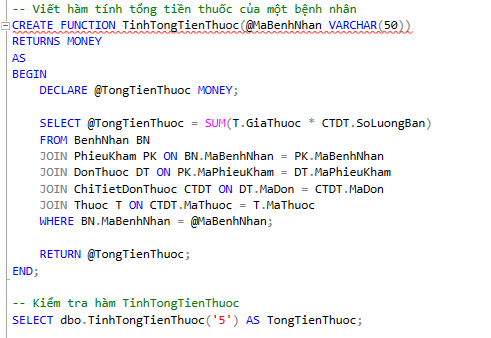 -- Viết hàm tính tổng tiền thuốc của một bệnh nhân
CREATE FUNCTION TinhTongTienThuoc(@MaBenhNhan VARCHAR(50))
RETURNS MONEY
AS
BEGIN
    DECLARE @TongTienThuoc MONEY;

    SELECT @TongTienThuoc = SUM(T.GiaThuoc * CTDT.SoLuongBan)
    FROM BenhNhan BN
    JOIN PhieuKham PK ON BN.MaBenhNhan = PK.MaBenhNhan
    JOIN DonThuoc DT ON PK.MaPhieuKham = DT.MaPhieuKham
    JOIN ChiTietDonThuoc CTDT ON DT.MaDon = CTDT.MaDon
    JOIN Thuoc T ON CTDT.MaThuoc = T.MaThuoc
    WHERE BN.MaBenhNhan = @MaBenhNhan;

    RETURN @TongTienThuoc;
END;

-- Kiểm tra hàm TinhTongTienThuoc
SELECT dbo.TinhTongTienThuoc('5') AS TongTienThuoc;